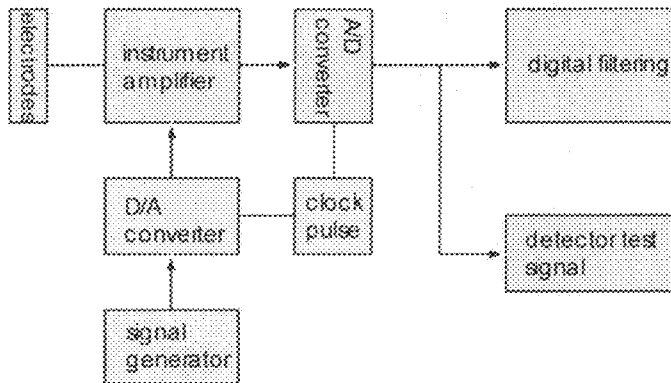 electrodes
instrument
amplifier
A/D
converter
digital filtering
D/A
converter
clock
pulse
detector test
signal
signal
generator